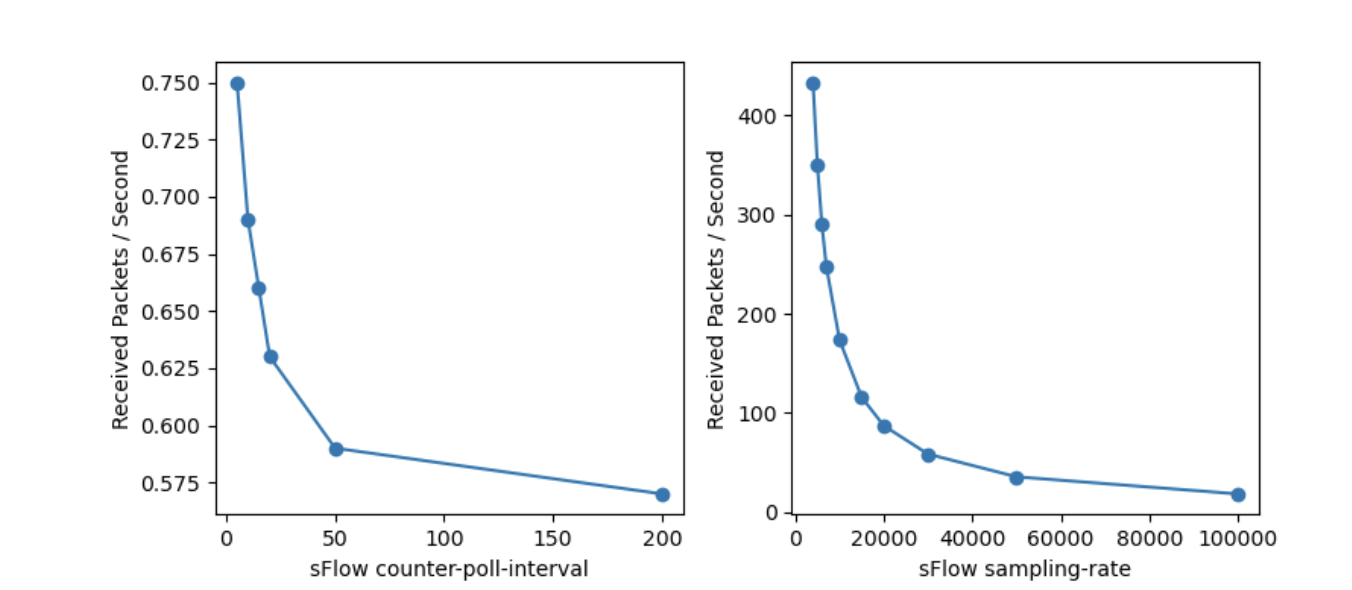 Received Packets / Second
0.750
0.725
0.700
0.675
0.650
0.625
0.600
0.575
0 50 100 150 200
sFlow counter-poll-interval
Received Packets / Second
400
300
200
100
0
0 20000 40000 60000 80000 100000
sFlow sampling-rate